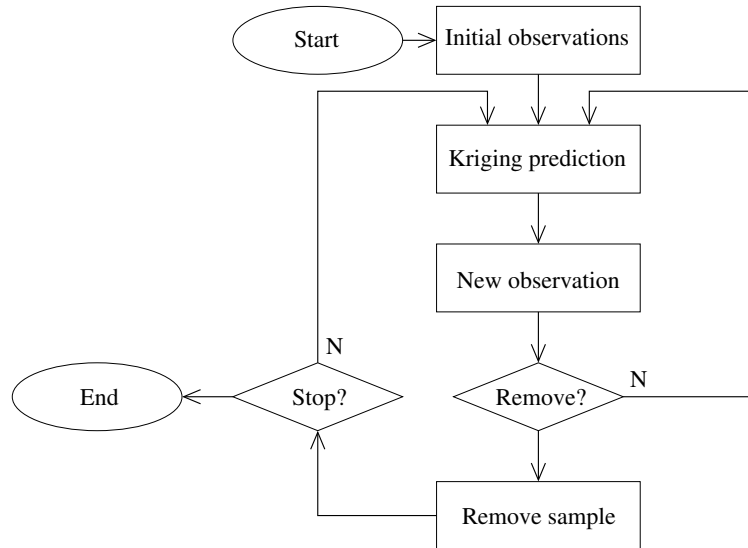 Start
Initial observations
Kriging prediction
New observation
N
N
End
Stop?
Remove?
Remove sample